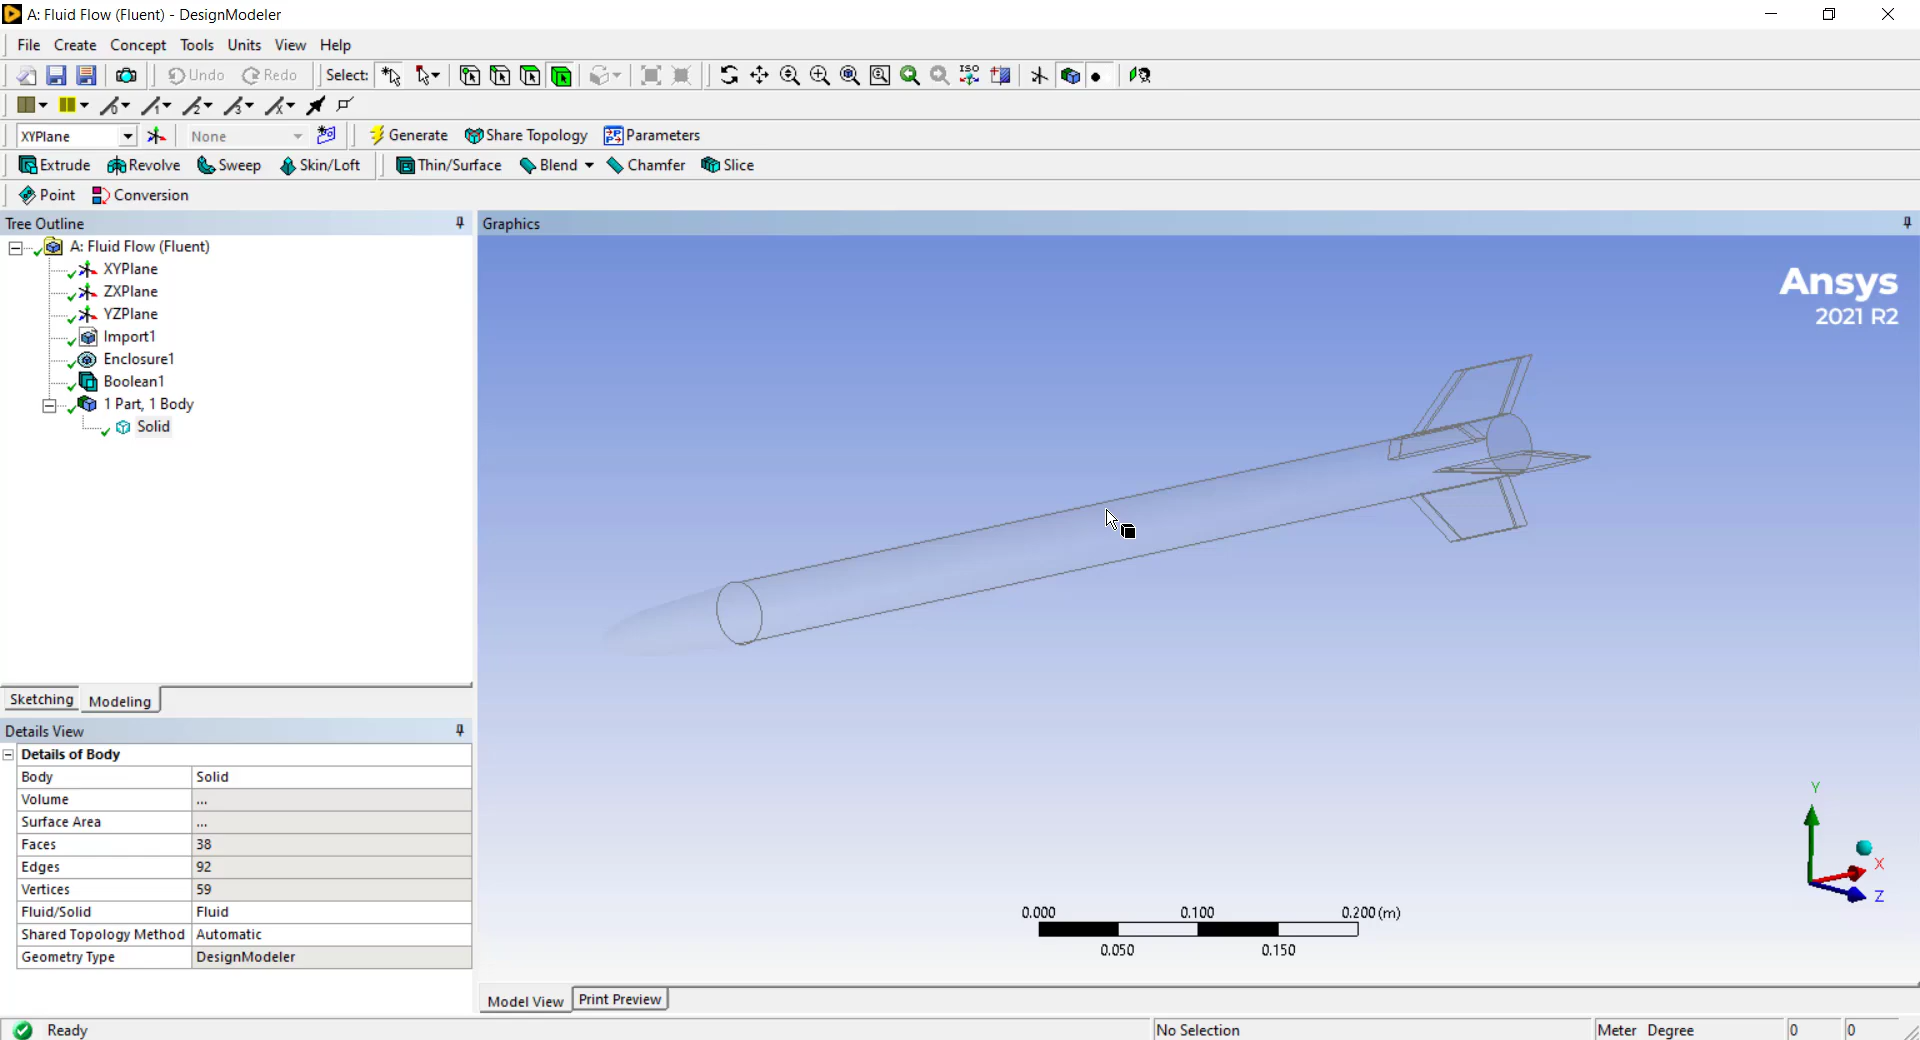 A: Fluid Flow (Fluent) - DesignModeler
File Create Concept Tools Units View Help
Undo Redo Select: ISO
0 1 2 3 x
XYPlane None Generate Share Topology Parameters
Extrude Revolve Sweep Skin/Loft Thin/Surface Blend Chamfer Slice
Point Conversion
Tree Outline
A: Fluid Flow (Fluent)
XYPlane
ZXPlane
YZPlane
Import1
Enclosure1
Boolean1
1 Part, 1 Body
Solid
Sketching Modeling
Details View
Details of Body
Body Solid
Volume ...
Surface Area ...
Faces 38
Edges 92
Vertices 59
Fluid/Solid Fluid
Shared Topology Method Automatic
Geometry Type DesignModeler
Graphics
Ansys
2021 R2
Y
X
Z
0.000 0.100 0.200 (m)
0.050 0.150
Model View Print Preview
Ready No Selection Meter Degree 0 0